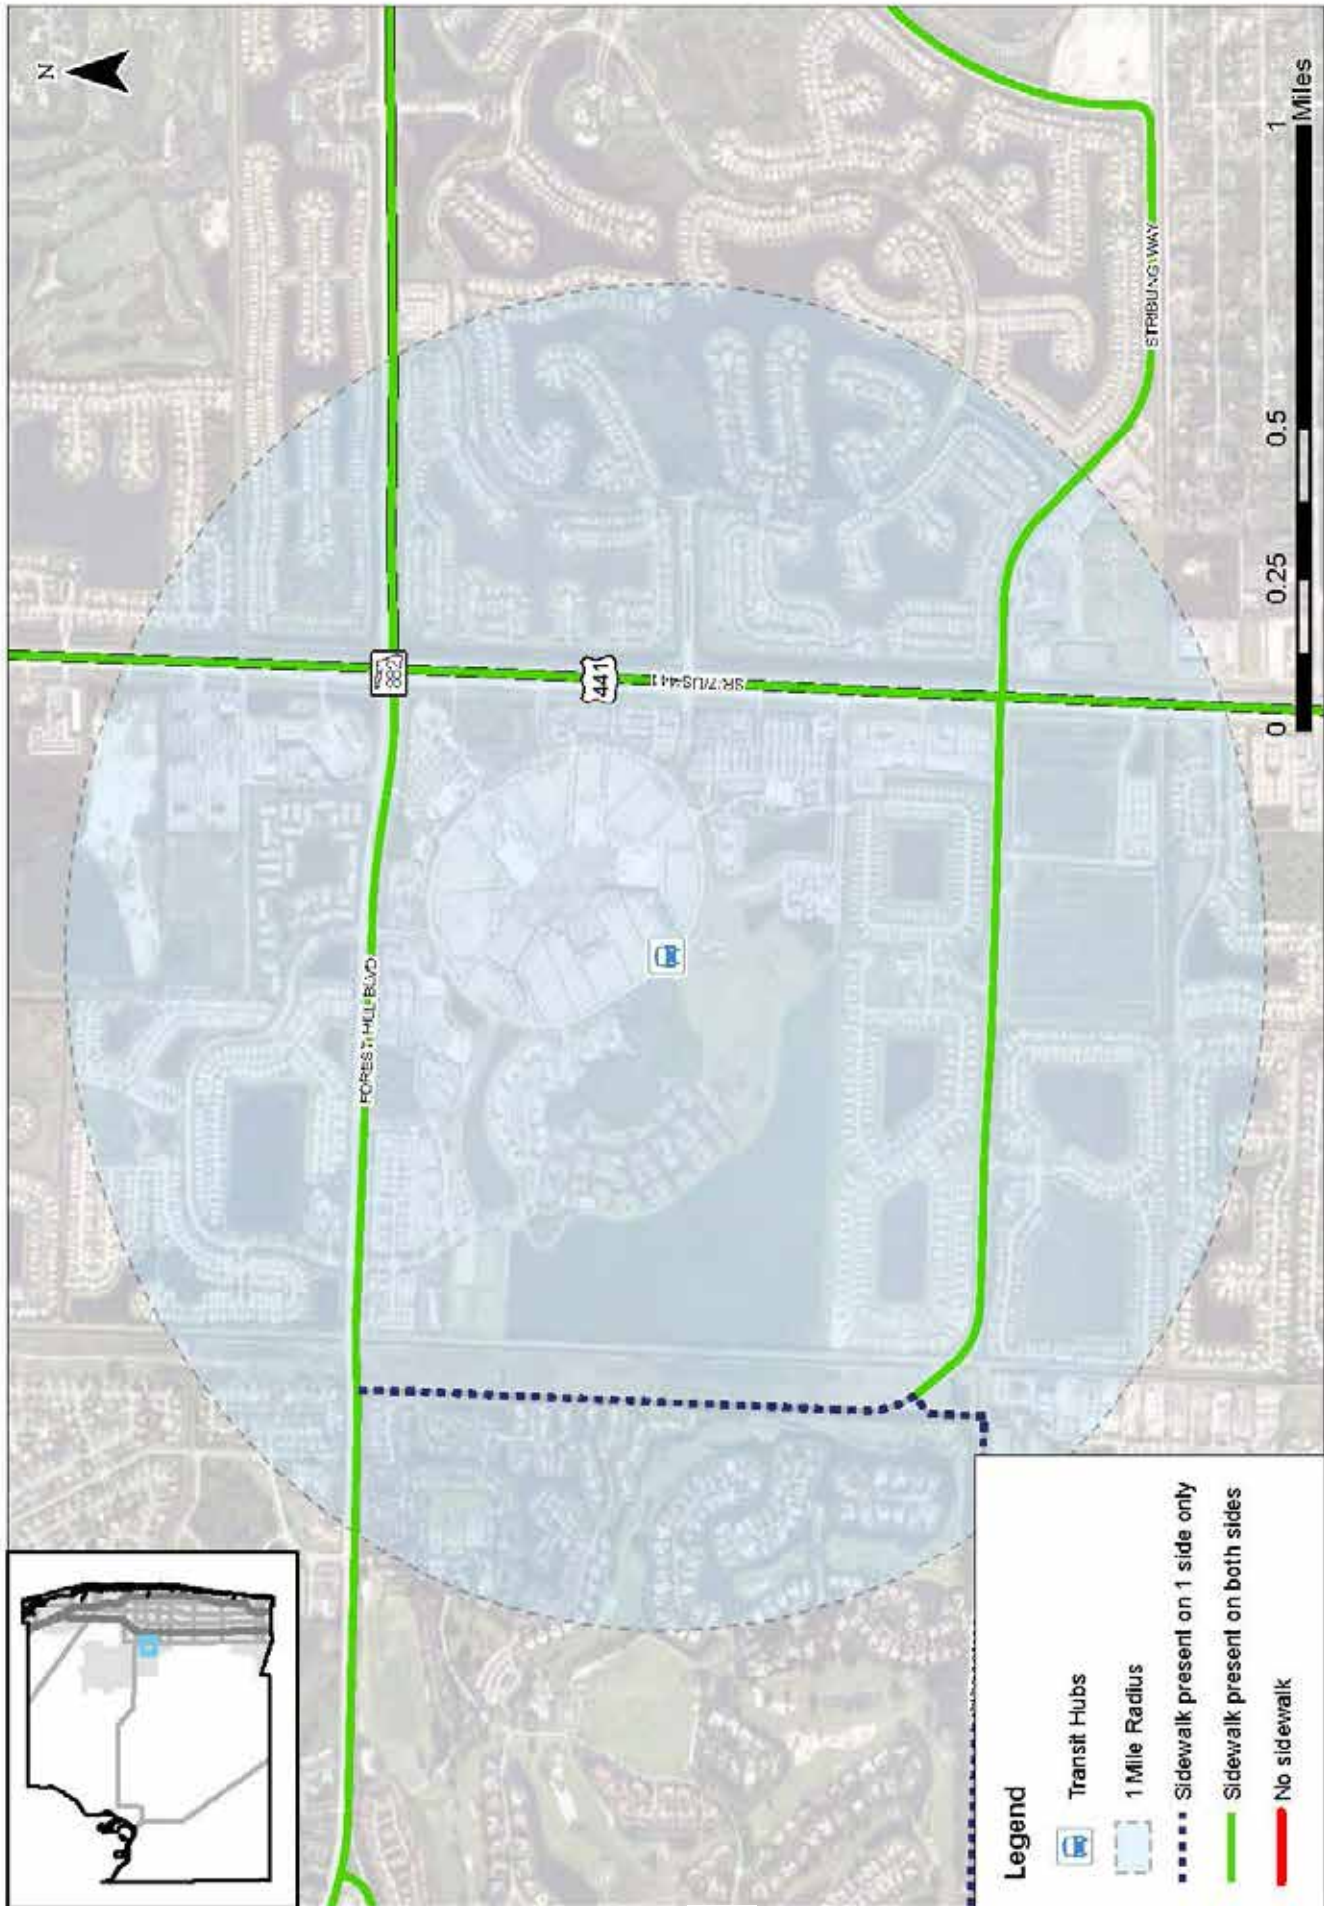 N
882
441
SR-7/US-441
FOREST HILL BLVD
STRIBLING WAY
0 0.25 0.5 1
Miles
Legend
Transit Hubs
1 Mile Radius
Sidewalk present on 1 side only
Sidewalk present on both sides
No sidewalk